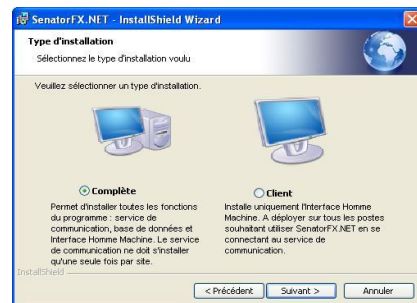 SenatorFX.NET - InstallShield Wizard
Type d'installation
Sélectionnez le type d'installation voulu
Veuillez sélectionner un type d'installation.
Complète
Permet d'installer toutes les fonctions
du programme : service de
communication, base de données et
Interface Homme Machine. Le service
de communication ne doit s'installer
qu'une seule fois par site.
Client
Installe uniquement l'Interface Homme
Machine. A déployer sur tous les postes
souhaitant utiliser SenatorFX.NET en se
connectant au service de
communication.
InstallShield
< Précédent
Suivant >
Annuler